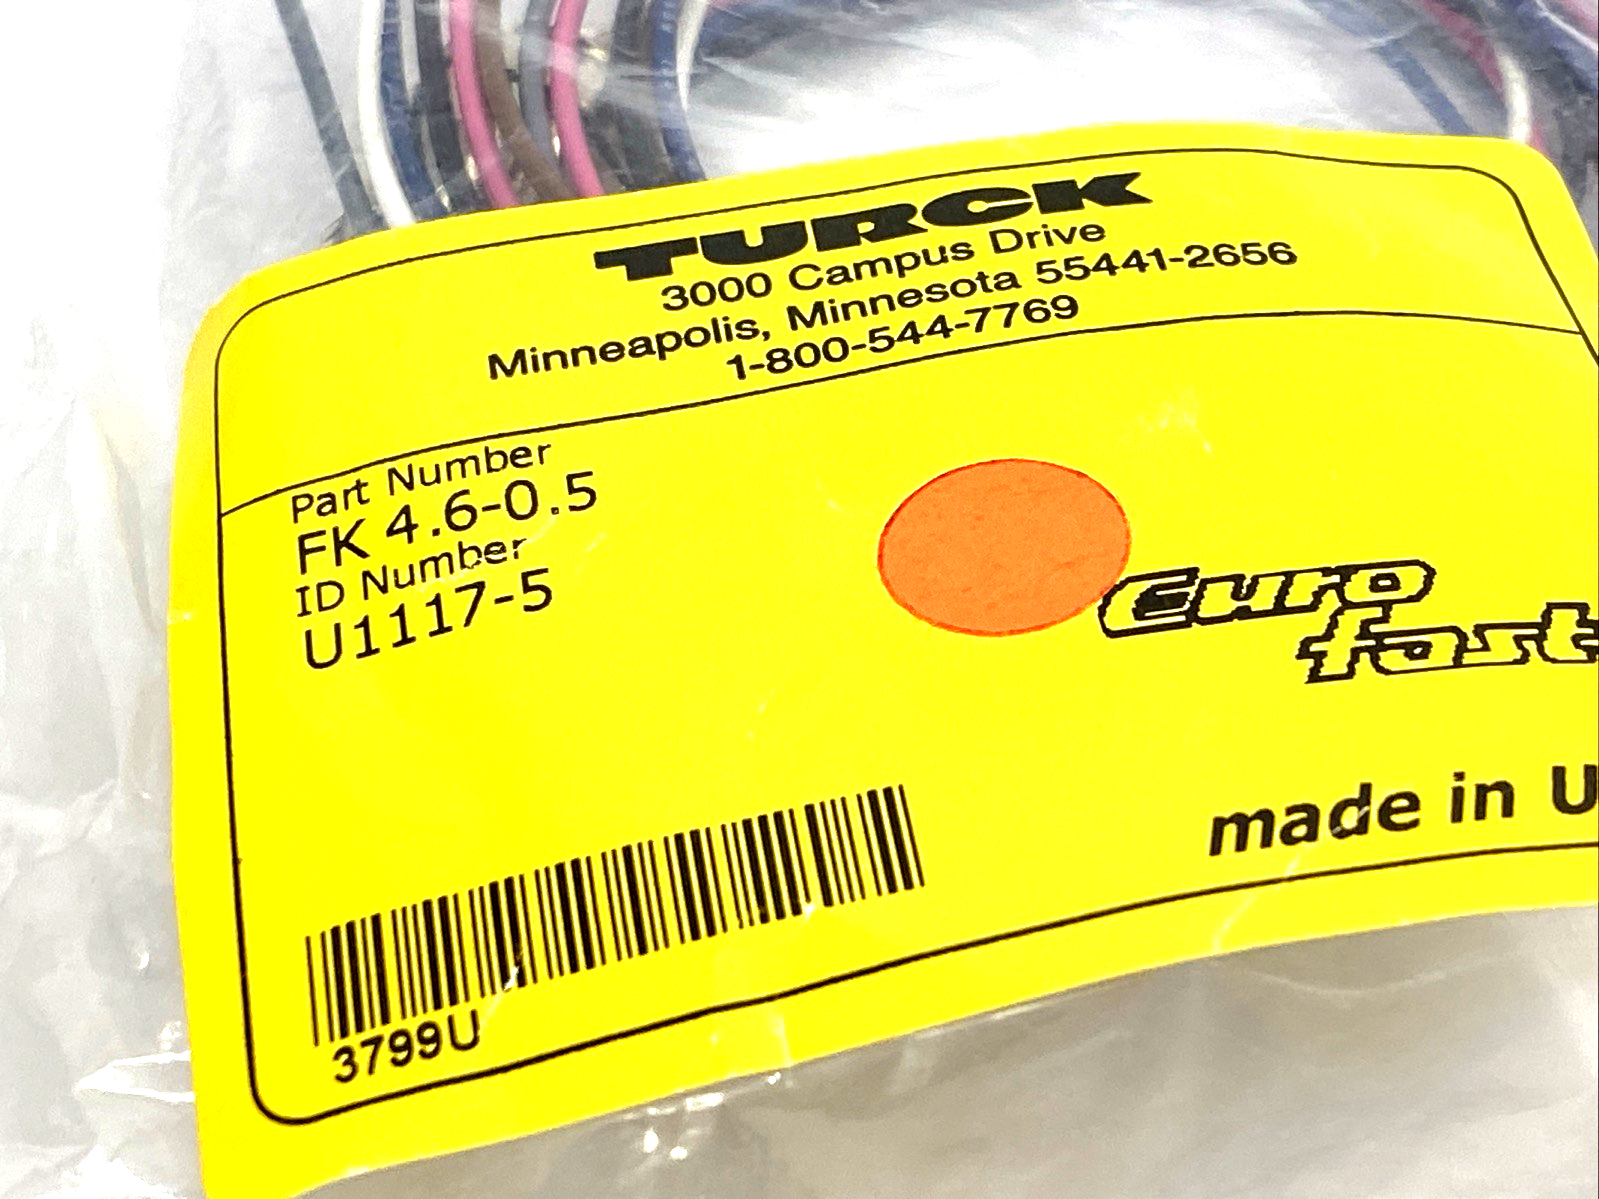 TURCK
3000 Campus Drive
Minneapolis, Minnesota 55441-2656
1-800-544-7769
Part Number
FK 4.6-0.5
ID Number
U1117-5
Euro
fast
made in U
3799U